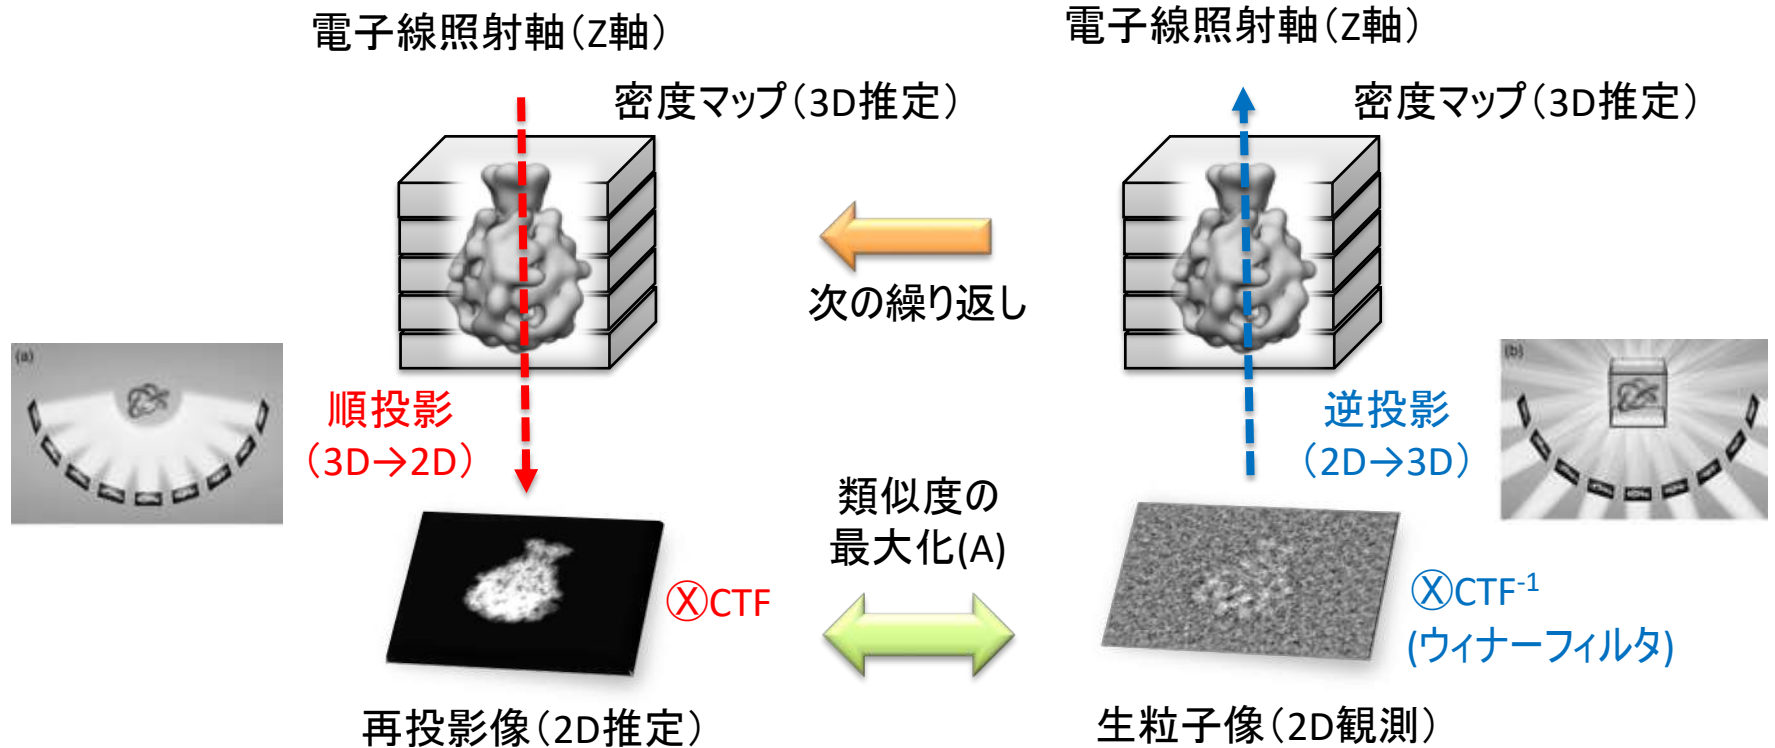 電子線照射軸（Z軸）
電子線照射軸（Z軸）
密度マップ（3D推定）
密度マップ（3D推定）
次の繰り返し
(a)
(b)
順投影
（3D→2D）
逆投影
（2D→3D）
類似度の
最大化(A)
ⓍCTF
ⓍCTF⁻¹
(ウィナーフィルタ)
再投影像（2D推定）
生粒子像（2D観測）